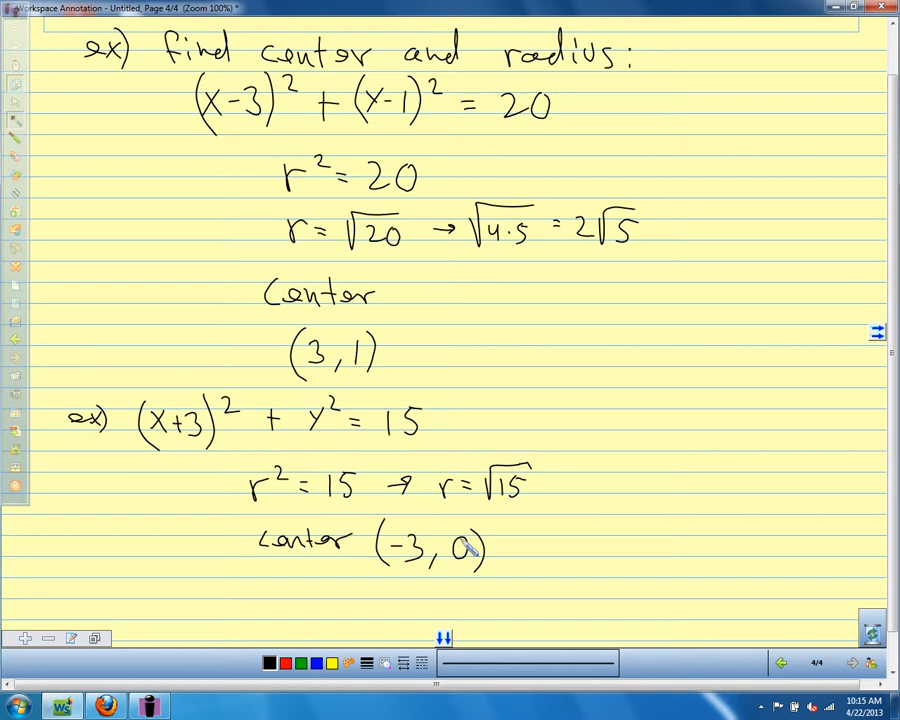 Workspace Annotation - Untitled, Page 4/4 (Zoom 100%) *
ex) find center and radius:
(x-3)² + (y-1)² = 20
r² = 20
r = √20 → √4·5 = 2√5
center
(3, 1)
ex) (x+3)² + y² = 15
r² = 15 → r = √15
center (-3, 0)
4/4
10:15 AM
4/22/2013